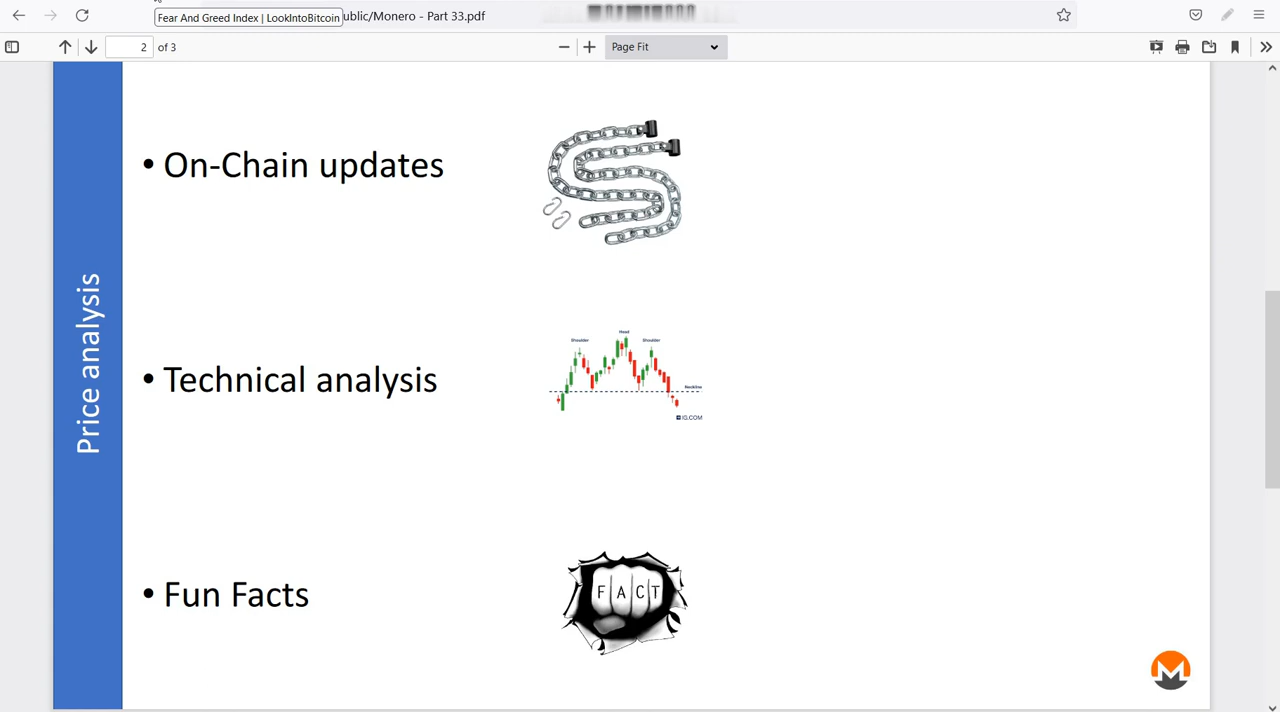 Fear And Greed Index | LookIntoBitcoin
ublic/Monero - Part 33.pdf
2
of 3
Page Fit
Price analysis
• On-Chain updates
• Technical analysis
Head
Shoulder
Shoulder
Neckline
IG.COM
• Fun Facts
FACT